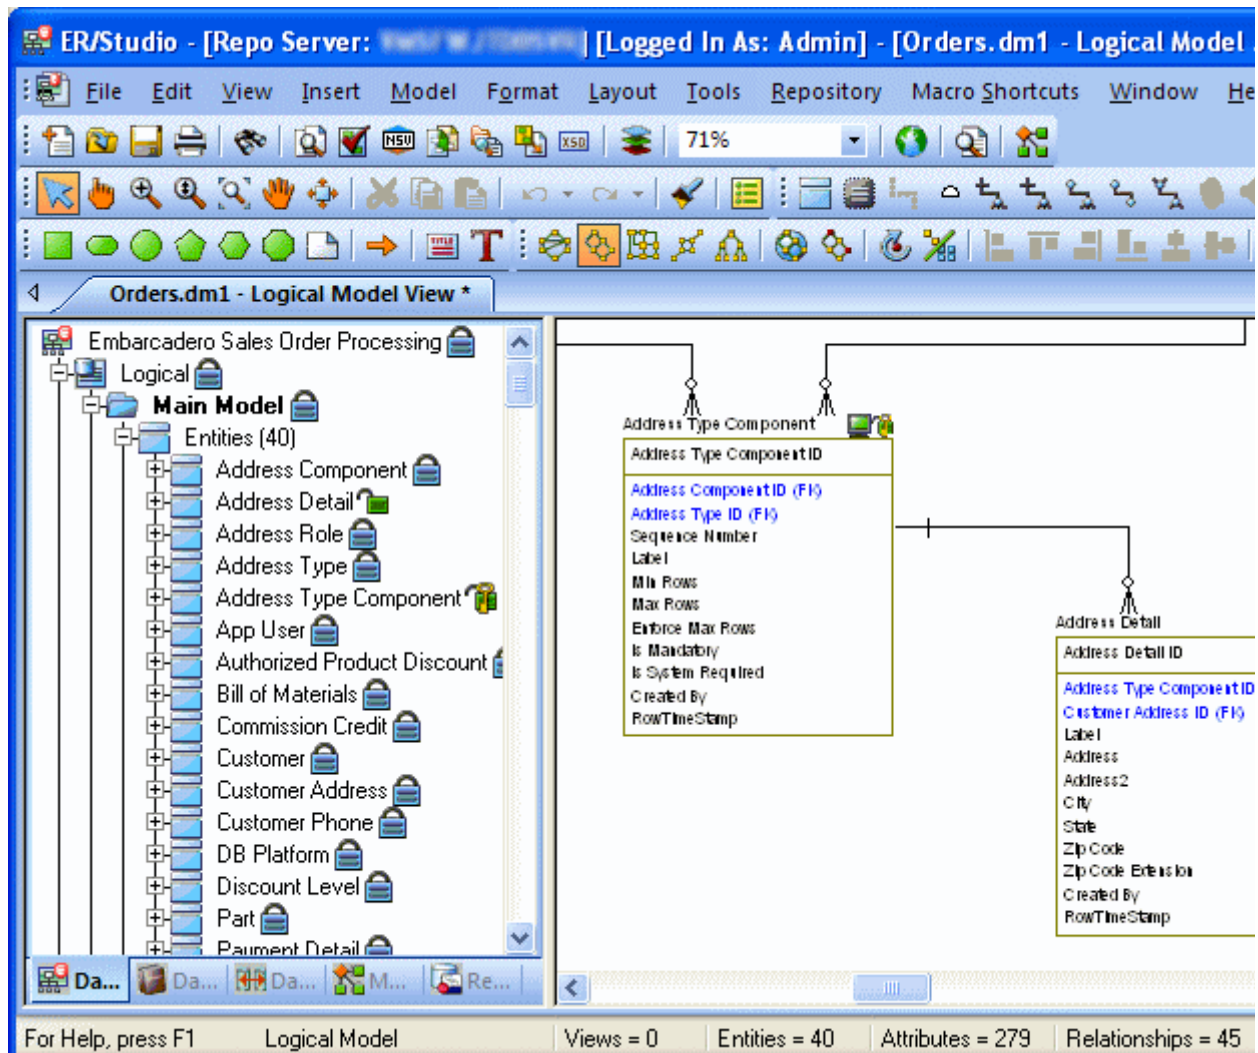 ER/Studio - [Repo Server: ] [Logged In As: Admin] - [Orders.dm1 - Logical Model
File Edit View Insert Model Format Layout Tools Repository Macro Shortcuts Window He
NSU XSD 71%
TITLE T
Orders.dm1 - Logical Model View *
Embarcadero Sales Order Processing
Logical
Main Model
Entities (40)
Address Component
Address Detail
Address Role
Address Type
Address Type Component
App User
Authorized Product Discount
Bill of Materials
Commission Credit
Customer
Customer Address
Customer Phone
DB Platform
Discount Level
Part
Payment Detail
Da... Da... Da... M... Re...
Address Type Component
Address Type Component ID
Address Component ID (FK)
Address Type ID (FK)
Sequence Number
Label
Min Rows
Max Rows
Enforce Max Rows
Is Mandatory
Is System Required
Created By
RowTimeStamp
Address Detail
Address Detail ID
Address Type Component ID
Customer Address ID (FK)
Label
Address
Address2
City
State
Zip Code
Zip Code Extension
Created By
RowTimeStamp
For Help, press F1 Logical Model Views = 0 Entities = 40 Attributes = 279 Relationships = 45